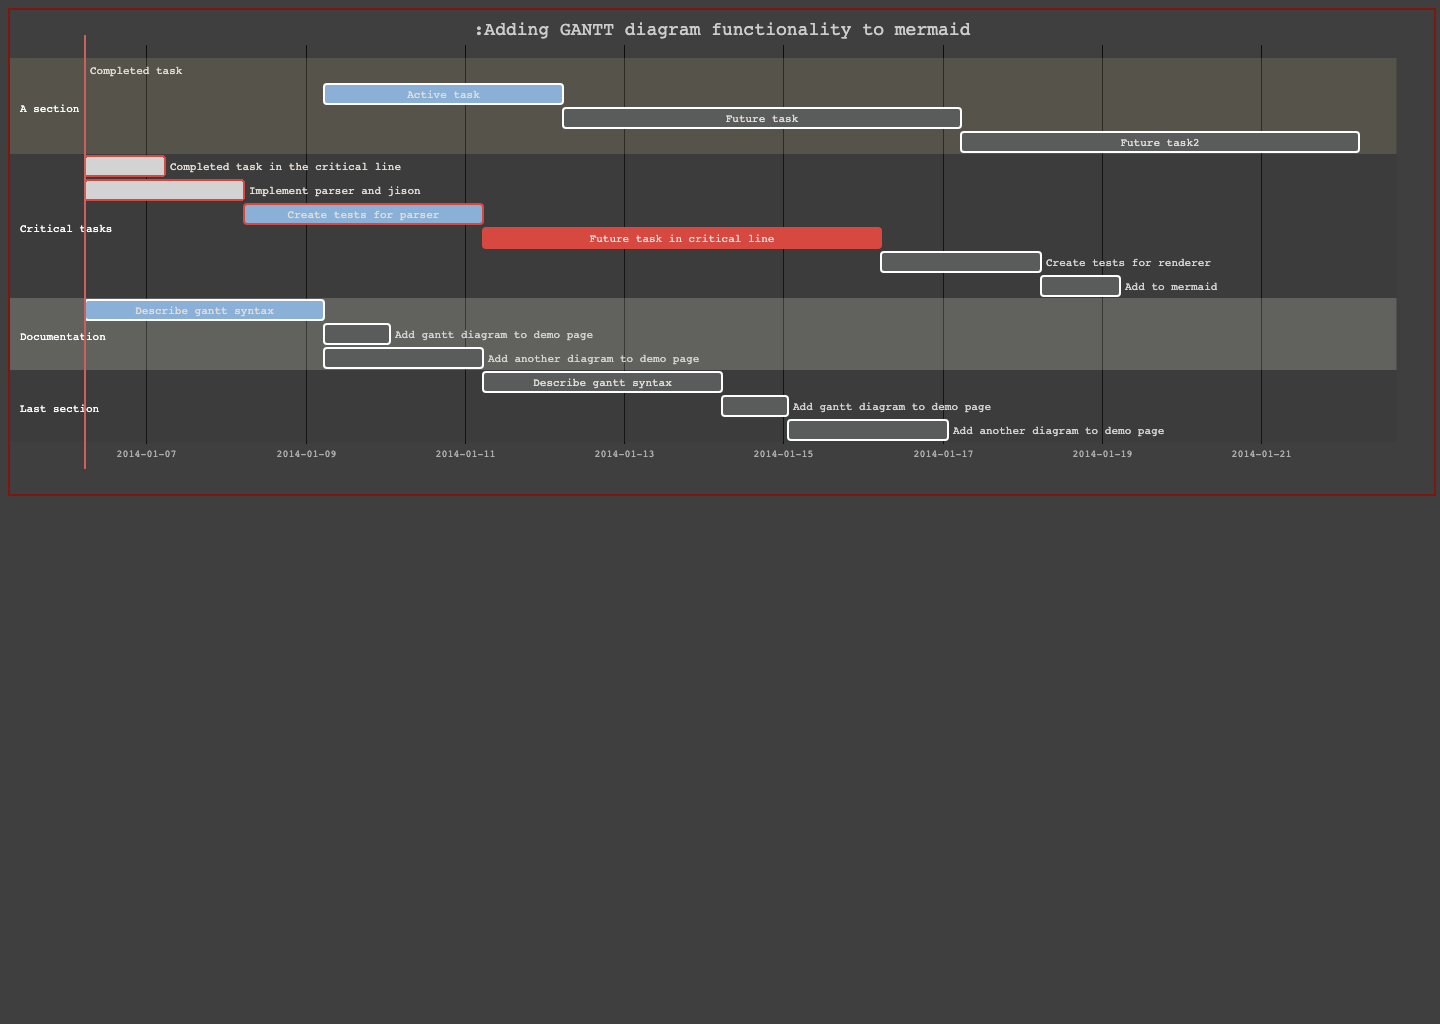 :Adding GANTT diagram functionality to mermaid
Completed task
Active task
A section
Future task
Future task2
Completed task in the critical line
Implement parser and jison
Create tests for parser
Critical tasks
Future task in critical line
Create tests for renderer
Add to mermaid
Describe gantt syntax
Add gantt diagram to demo page
Documentation
Add another diagram to demo page
Describe gantt syntax
Add gantt diagram to demo page
Last section
Add another diagram to demo page
2014-01-07 2014-01-09 2014-01-11 2014-01-13 2014-01-15 2014-01-17 2014-01-19 2014-01-21